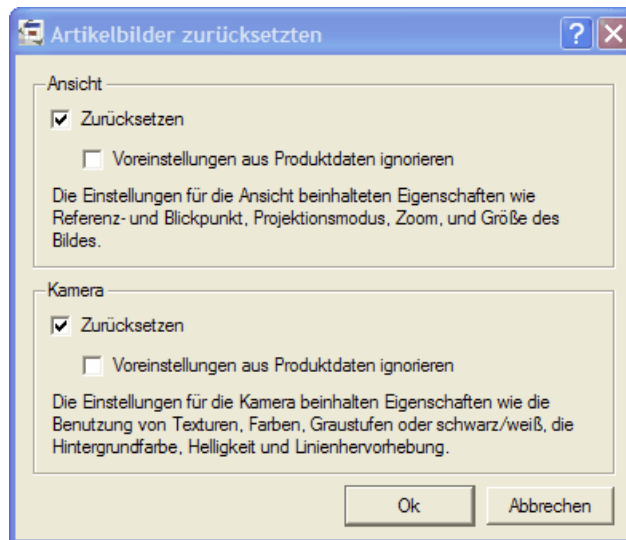 Artikelbilder zurücksetzten
Ansicht
Zurücksetzen
Voreinstellungen aus Produktdaten ignorieren
Die Einstellungen für die Ansicht beinhalteten Eigenschaften wie
Referenz- und Blickpunkt, Projektionsmodus, Zoom, und Größe des
Bildes.
Kamera
Zurücksetzen
Voreinstellungen aus Produktdaten ignorieren
Die Einstellungen für die Kamera beinhalten Eigenschaften wie die
Benutzung von Texturen, Farben, Graustufen oder schwarz/weiß, die
Hintergrundfarbe, Helligkeit und Linienhervorhebung.
Ok Abbrechen